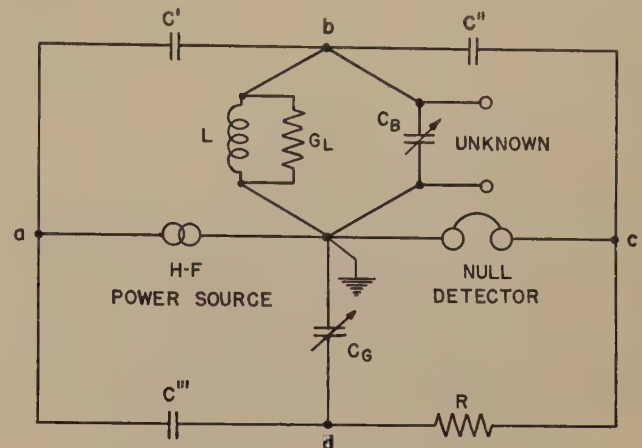 C' b C''
L G_L C_B UNKNOWN
a c
H-F
POWER SOURCE
NULL
DETECTOR
C_G
C''' R
d